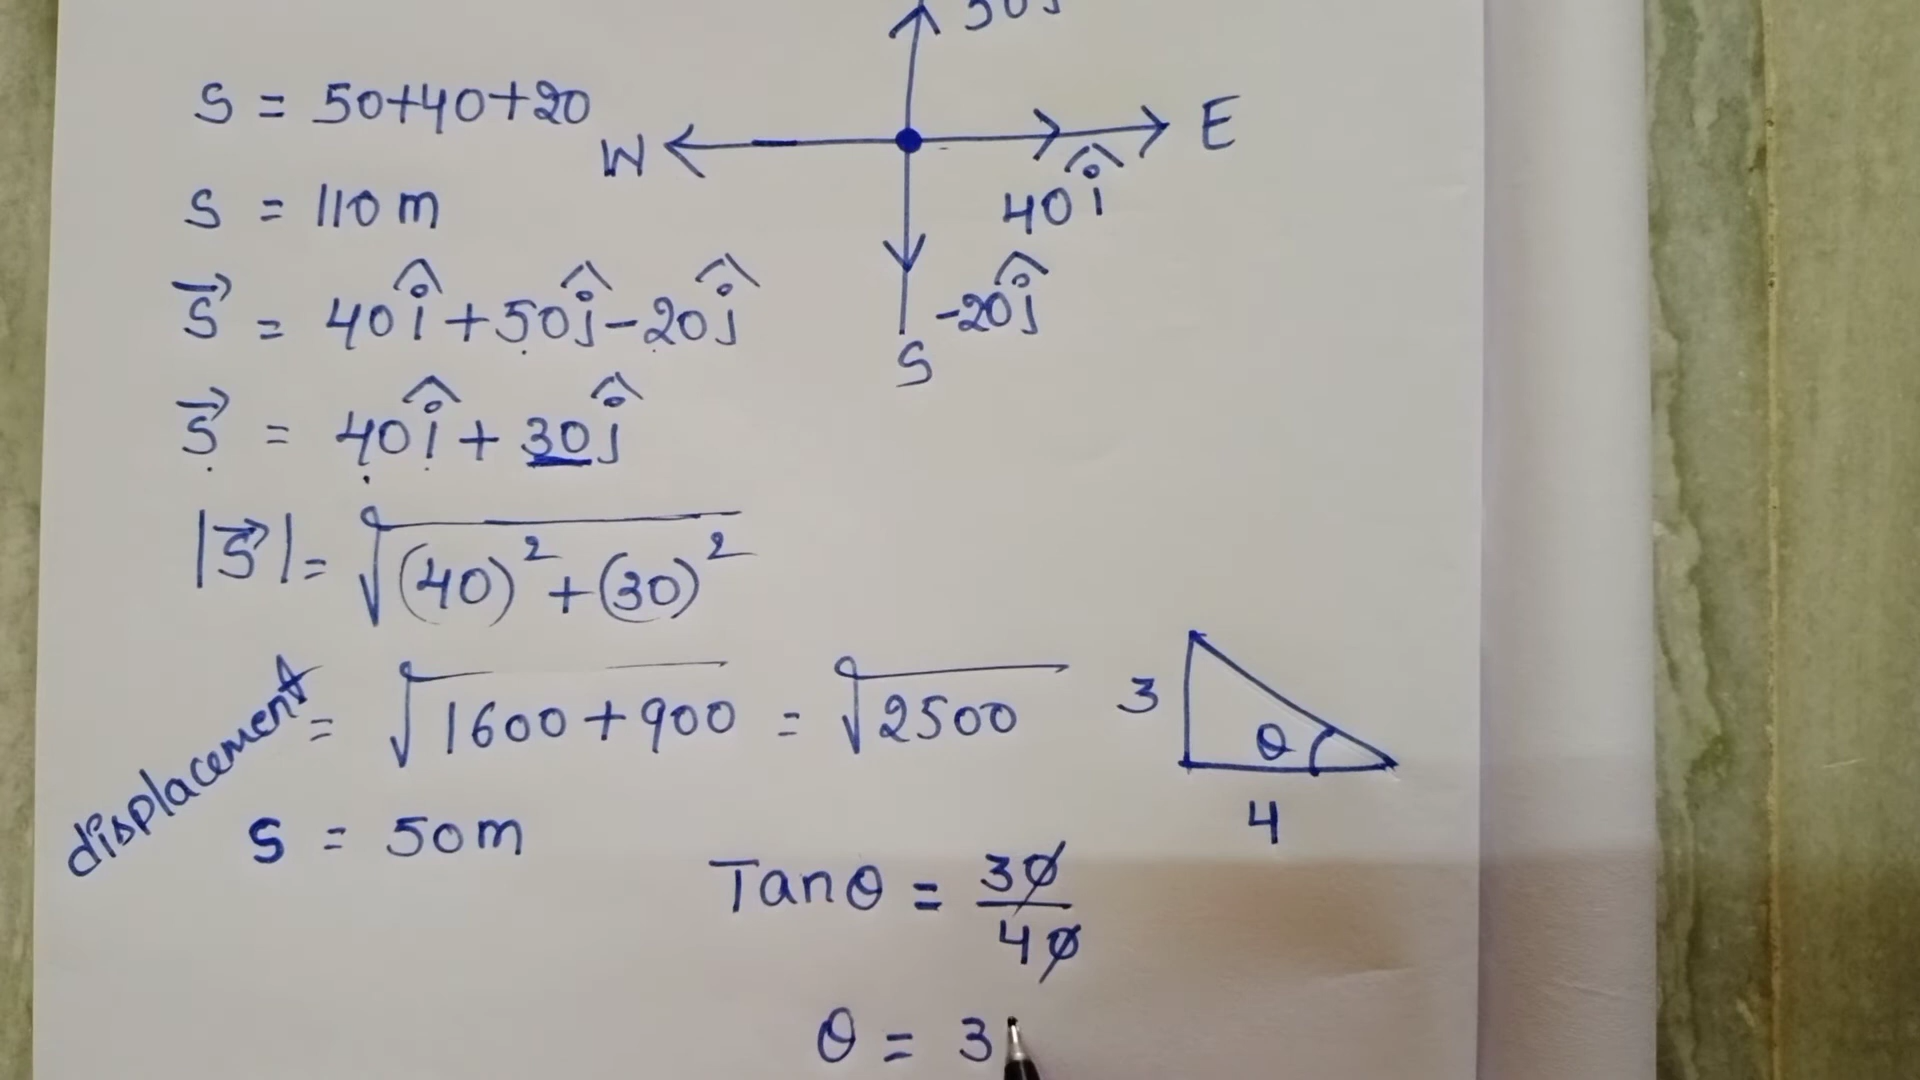 S = 50+40+20
W
E
40î
S = 110 m
S⃗ = 40î+50ĵ-20ĵ
-20ĵ
S
S⃗ = 40î + 30ĵ
|S⃗| = √(40)²+(30)²
displacement
= √1600+900 = √2500
3
θ
4
S = 50m
Tanθ = 30/40
θ = 3